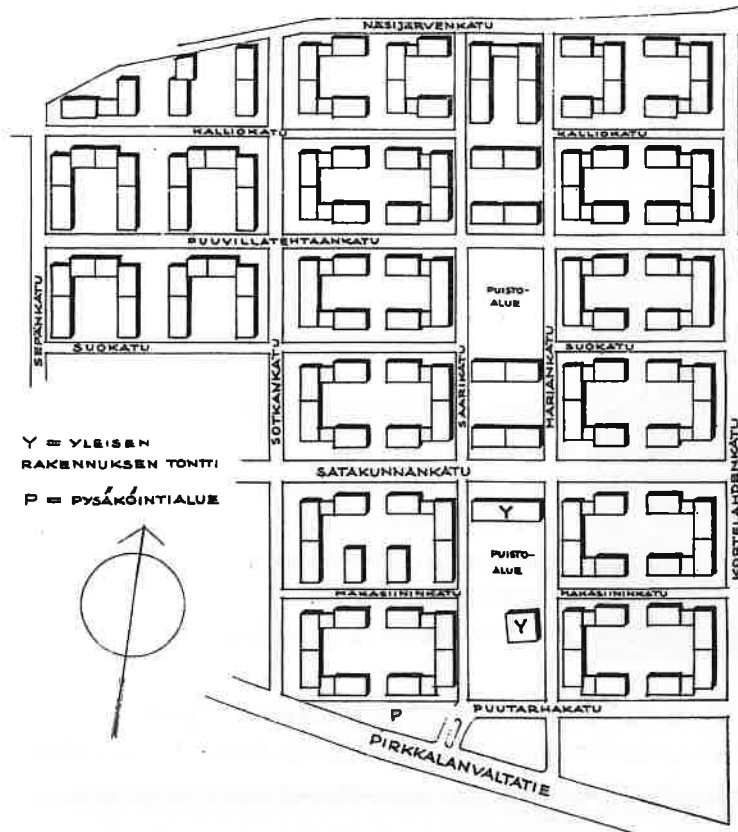 NÄSIJÄRVENKATU
KALLIOKATU
KALLIOKATU
PUUVILLATEHTAANKATU
SEPÄNKATU
PUISTO-
ALUE
SUOKATU
SOTKANKATU
SAARIKATU
MARIANKATU
SUOKATU
KORTELAHDENKATU
Y = YLEISEN
RAKENNUKSEN TONTTI
P = PYSÄKÖINTIALUE
SATAKUNNANKATU
Y
PUISTO-
ALUE
MAKASIININKATU
MAKASIININKATU
Y
P
PUUTARHAKATU
PIRKKALANVALTATIE